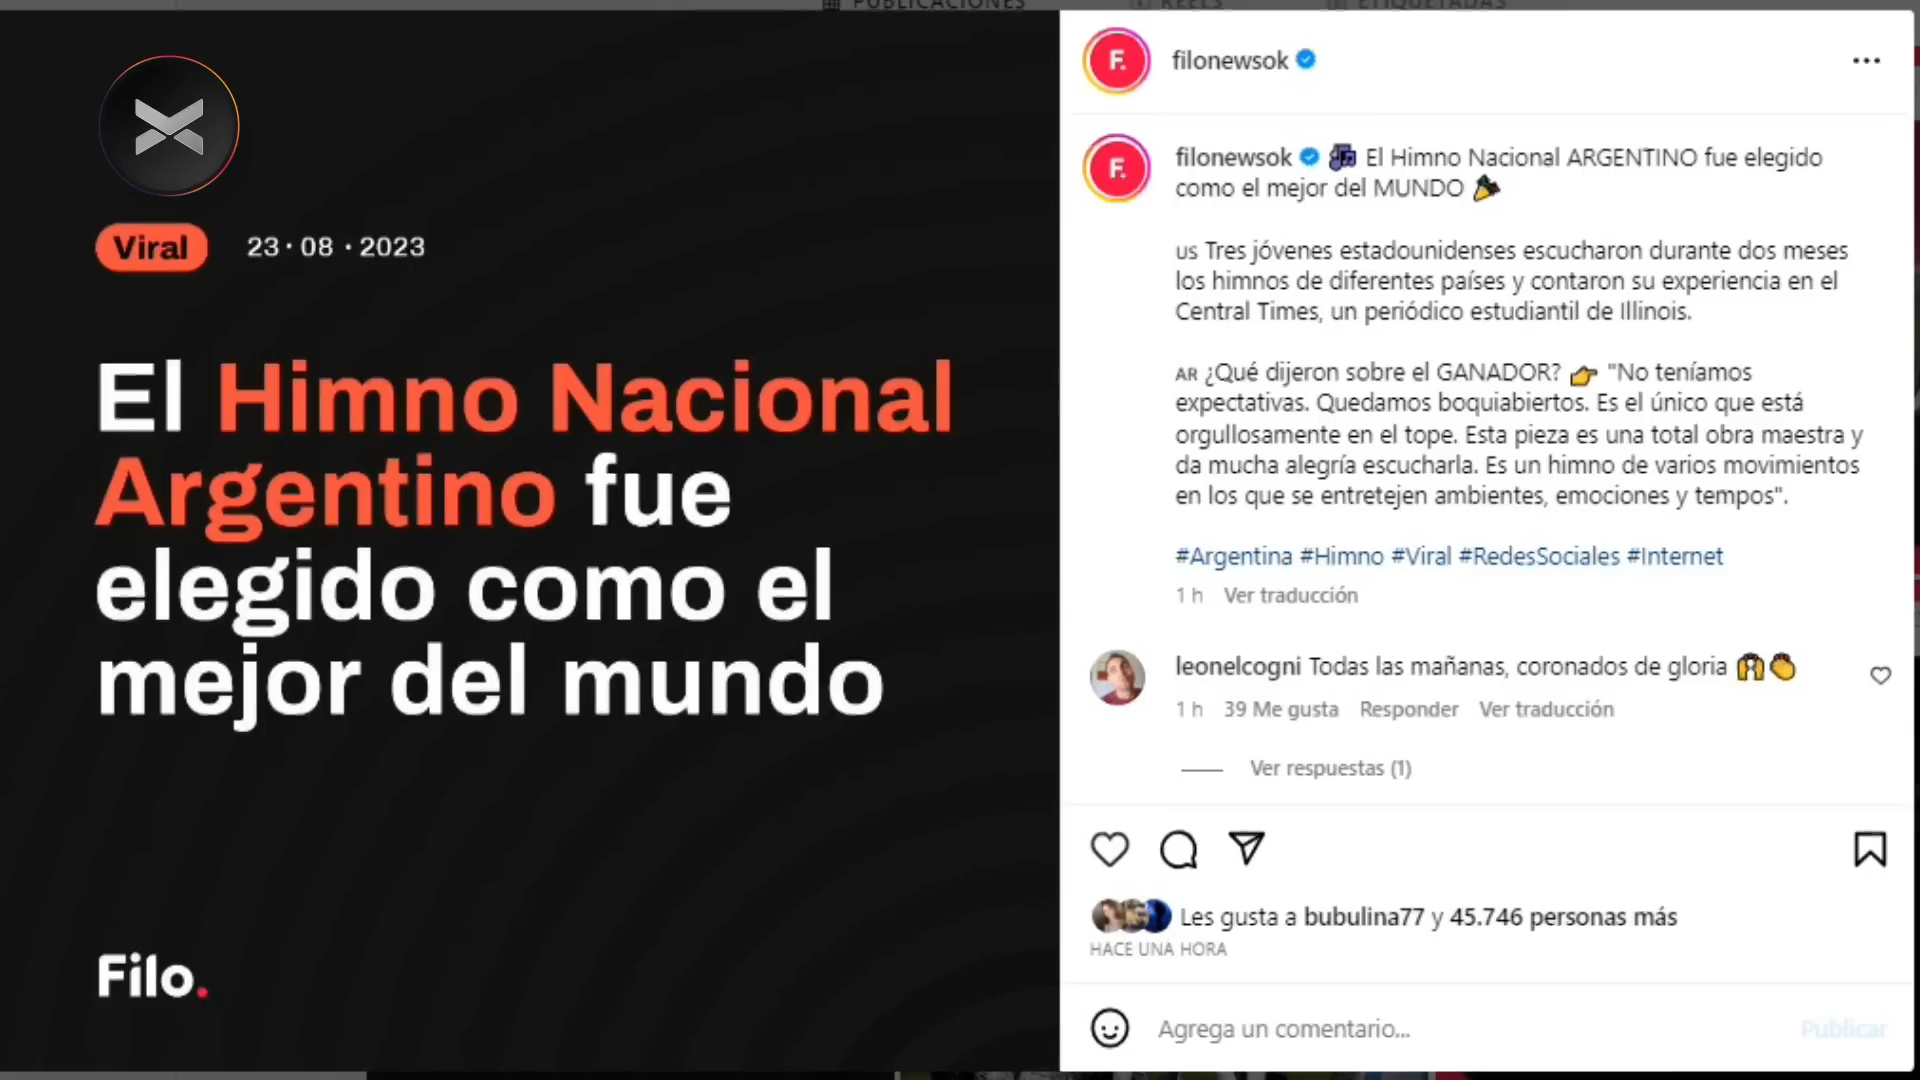 PUBLICACIONES
REELS
ETIQUETADAS
Viral
23·08·2023
El Himno Nacional
Argentino fue
elegido como el
mejor del mundo
Filo.
F.
filonewsok
F.
filonewsok El Himno Nacional ARGENTINO fue elegido
como el mejor del MUNDO
US Tres jóvenes estadounidenses escucharon durante dos meses
los himnos de diferentes países y contaron su experiencia en el
Central Times, un periódico estudiantil de Illinois.
AR ¿Qué dijeron sobre el GANADOR? 👉 "No teníamos
expectativas. Quedamos boquiabiertos. Es el único que está
orgullosamente en el tope. Esta pieza es una total obra maestra y
da mucha alegría escucharla. Es un himno de varios movimientos
en los que se entretejen ambientes, emociones y tempos".
#Argentina #Himno #Viral #RedesSociales #Internet
1 h Ver traducción
leonelcogni Todas las mañanas, coronados de gloria 🙌👏
1 h 39 Me gusta Responder Ver traducción
Ver respuestas (1)
Les gusta a bubulina77 y 45.746 personas más
HACE UNA HORA
Agrega un comentario...
Publicar